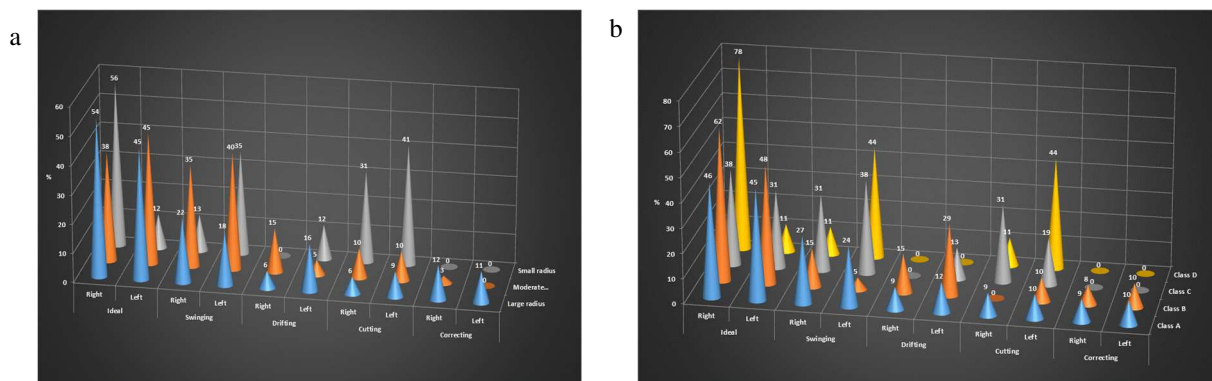 a
60
50
40
30
20
10
0
%
54
38
56
45
45
12
22
35
13
18
40
35
6
15
0
16
5
12
6
10
31
9
10
41
12
3
0
11
0
0
Small radius
Moderate...
Large radius
Right
Left
Right
Left
Right
Left
Right
Left
Right
Left
Ideal
Swinging
Drifting
Cutting
Correcting
b
80
70
60
50
40
30
20
10
0
%
46
62
38
78
45
48
31
11
27
15
31
11
24
5
38
44
9
15
0
0
12
29
13
0
9
0
31
11
10
10
19
44
9
8
0
0
10
10
0
0
Class D
Class C
Class B
Class A
Right
Left
Right
Left
Right
Left
Right
Left
Right
Left
Ideal
Swinging
Drifting
Cutting
Correcting